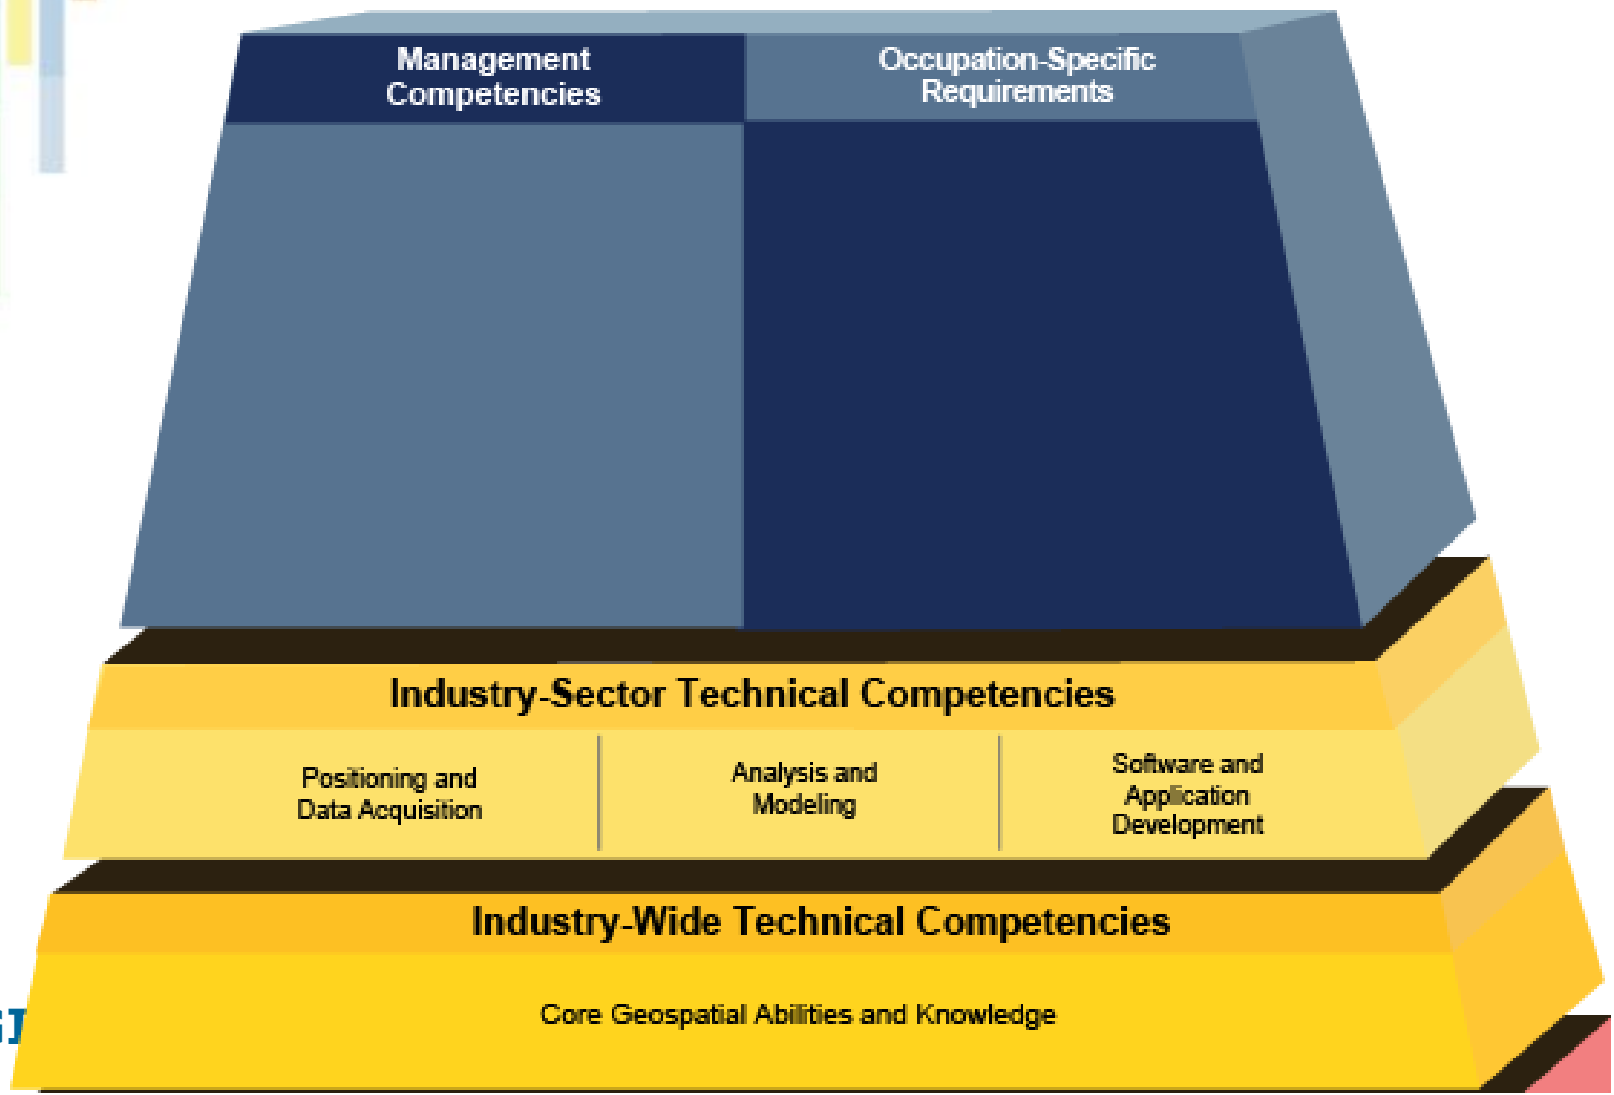 Management
Competencies
Occupation-Specific
Requirements
Industry-Sector Technical Competencies
Positioning and
Data Acquisition
Analysis and
Modeling
Software and
Application
Development
Industry-Wide Technical Competencies
Core Geospatial Abilities and Knowledge